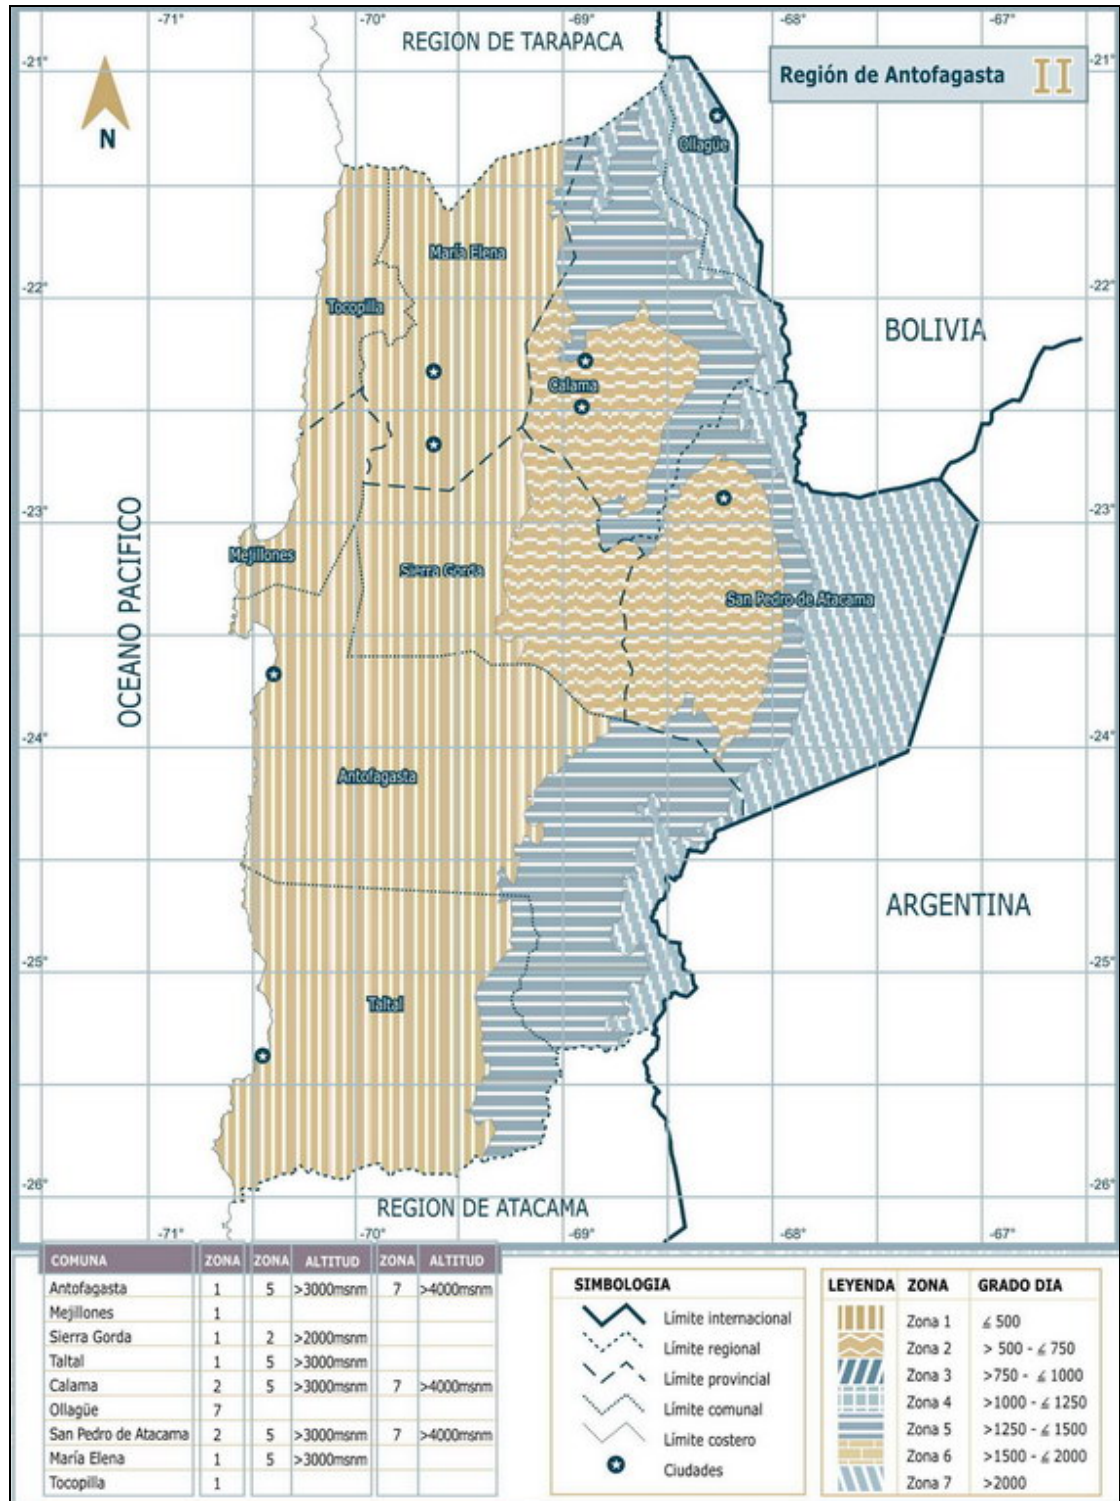 -71° -70° -69° -68° -67°
REGION DE TARAPACA
-21° -21°
Región de Antofagasta II
N
Ollagüe
María Elena
-22° -22°
Tocopilla
BOLIVIA
Calama
-23° -23°
OCEANO PACIFICO
Mejillones
Sierra Gorda
San Pedro de Atacama
-24° -24°
Antofagasta
ARGENTINA
-25° -25°
Taltal
-26° -26°
REGION DE ATACAMA
-71° -70° -69° -68° -67°
COMUNA ZONA ZONA ALTITUD ZONA ALTITUD
Antofagasta 1 5 >3000msnm 7 >4000msnm
Mejillones 1
Sierra Gorda 1 2 >2000msnm
Taltal 1 5 >3000msnm
Calama 2 5 >3000msnm 7 >4000msnm
Ollagüe 7
San Pedro de Atacama 2 5 >3000msnm 7 >4000msnm
María Elena 1 5 >3000msnm
Tocopilla 1
SIMBOLOGIA
Límite internacional
Límite regional
Límite provincial
Límite comunal
Límite costero
Ciudades
LEYENDA ZONA GRADO DIA
Zona 1 ≤ 500
Zona 2 > 500 - ≤ 750
Zona 3 >750 - ≤ 1000
Zona 4 >1000 - ≤ 1250
Zona 5 >1250 - ≤ 1500
Zona 6 >1500 - ≤ 2000
Zona 7 >2000